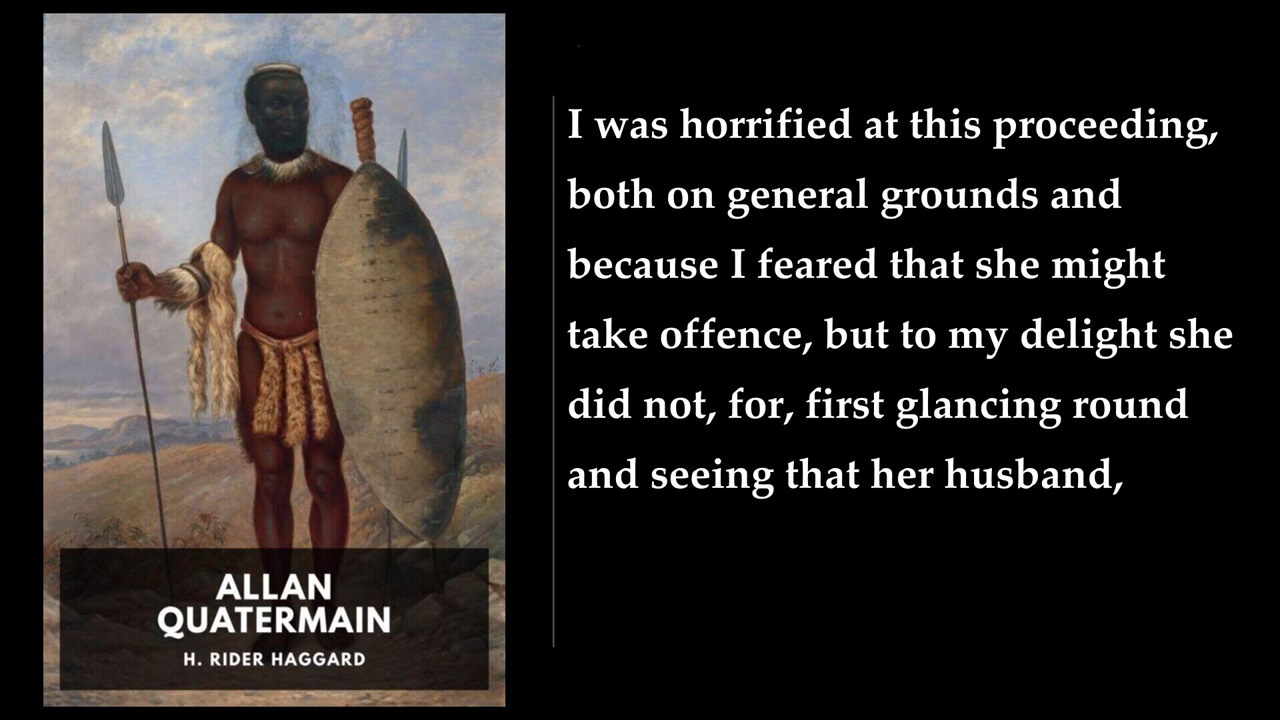 ALLAN
QUATERMAIN
H. RIDER HAGGARD
I was horrified at this proceeding,
both on general grounds and
because I feared that she might
take offence, but to my delight she
did not, for, first glancing round
and seeing that her husband,